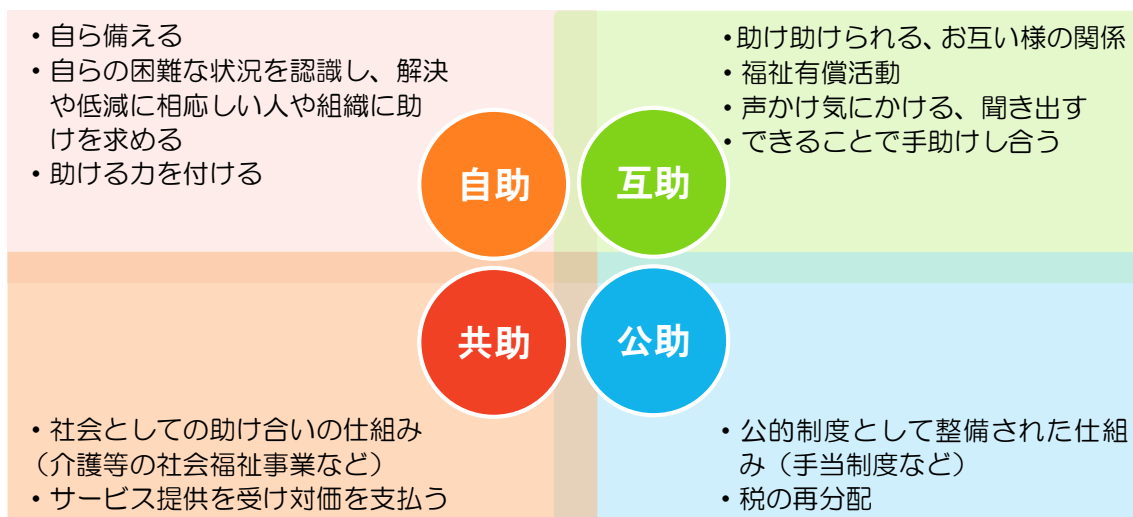 ・自ら備える
・自らの困難な状況を認識し、解決
や低減に相応しい人や組織に助
けを求める
・助ける力を付ける
自助
・助け助けられる、お互い様の関係
・福祉有償活動
・声かけ気にかける、聞き出す
・できることで手助けし合う
互助
共助
・社会としての助け合いの仕組み
（介護等の社会福祉事業など）
・サービス提供を受け対価を支払う
公助
・公的制度として整備された仕組
み（手当制度など）
・税の再分配